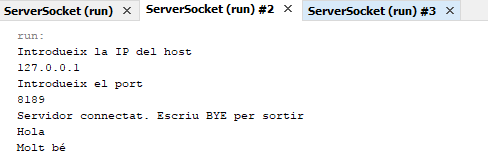 ServerSocket (run) × ServerSocket (run) #2 × ServerSocket (run) #3 ×
run:
Introdueix la IP del host
127.0.0.1
Introdueix el port
8189
Servidor connectat. Escriu BYE per sortir
Hola
Molt bé